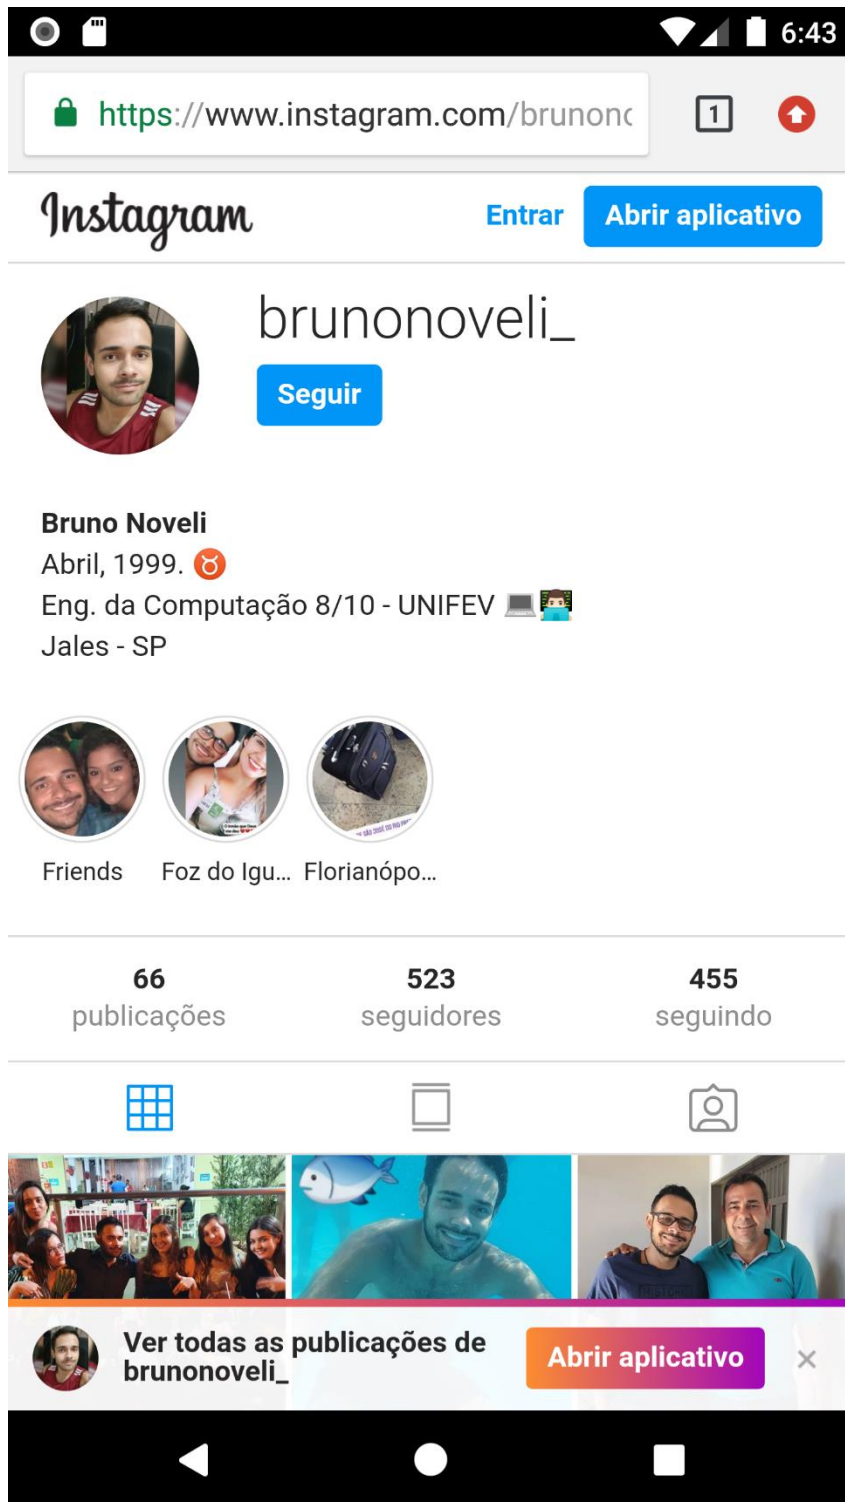 6:43
https://www.instagram.com/brunono
1
Instagram
Entrar
Abrir aplicativo
brunonoveli_
Seguir
Bruno Noveli
Abril, 1999. ♉
Eng. da Computação 8/10 - UNIFEV 💻👨🏻‍💻
Jales - SP
Friends
Foz do Igu...
Florianópo...
66
publicações
523
seguidores
455
seguindo
Ver todas as publicações de
brunonoveli_
Abrir aplicativo